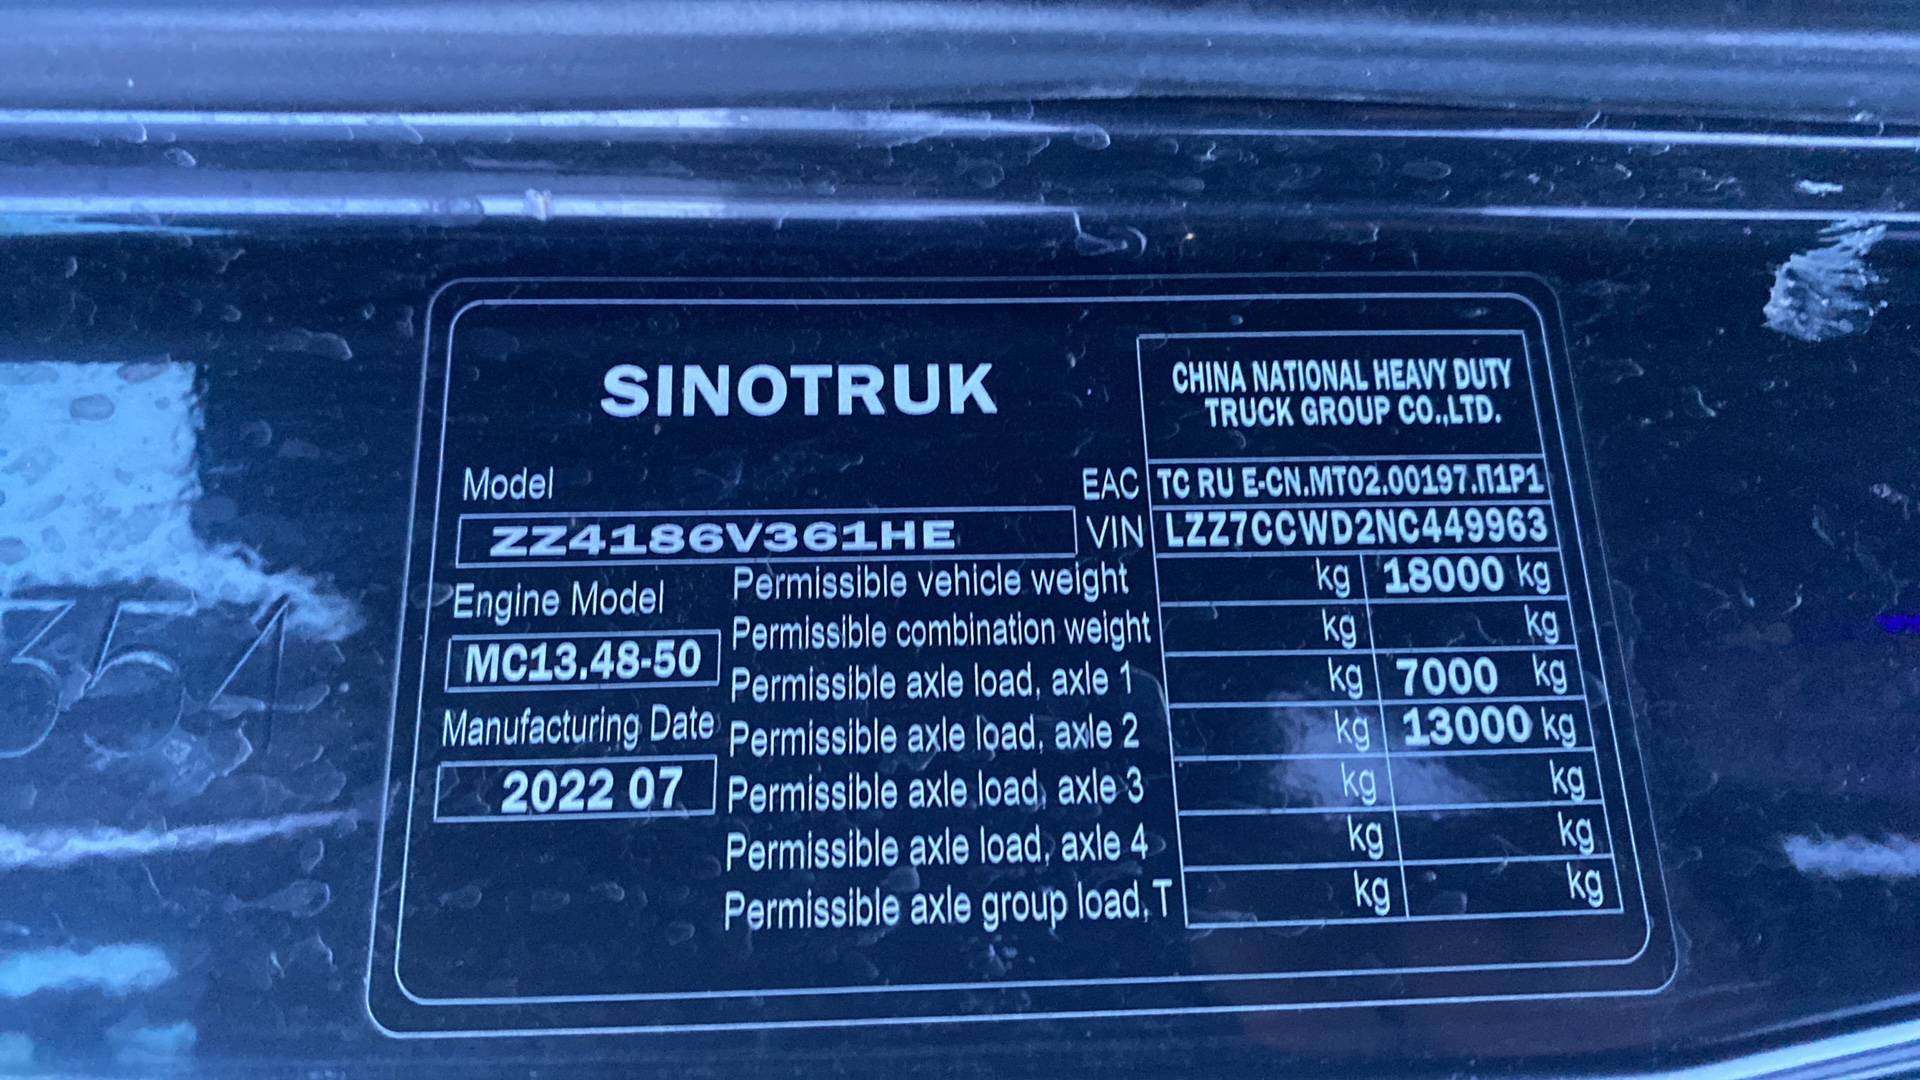 SINOTRUK
CHINA NATIONAL HEAVY DUTY
TRUCK GROUP CO.,LTD.
Model
EAC TC RU E-CN.MT02.00197.П1Р1
ZZ4186V361HE
VIN LZZ7CCWD2NC449963
Engine Model
MC13.48-50
Manufacturing Date
2022 07
Permissible vehicle weight kg 18000 kg
Permissible combination weight kg kg
Permissible axle load, axle 1 kg 7000 kg
Permissible axle load, axle 2 kg 13000 kg
Permissible axle load, axle 3 kg kg
Permissible axle load, axle 4 kg kg
Permissible axle group load, T kg kg
354